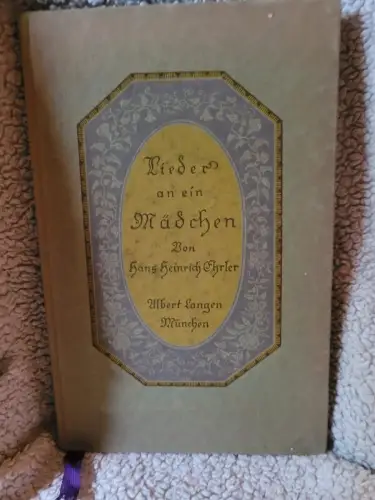 Lieder
an ein
Mädchen
Von
Hans Heinrich Ehrler
Albert Langen
München